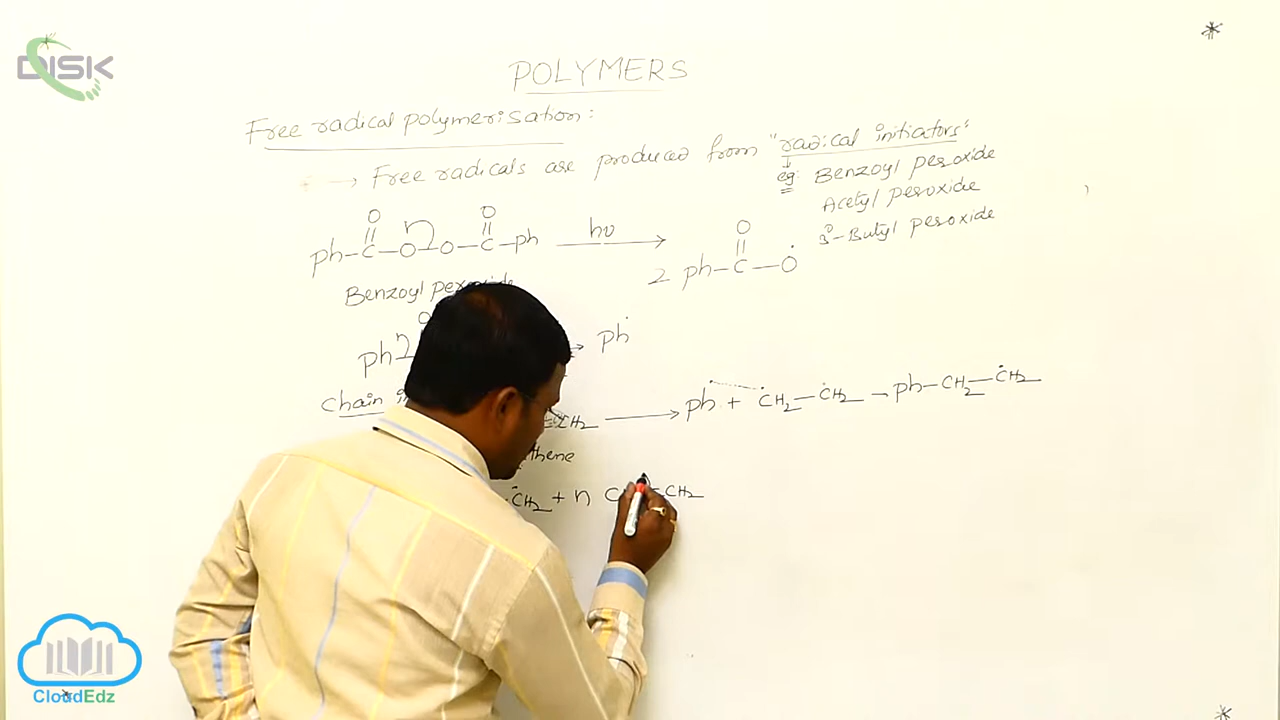 DISK
POLYMERS
Free radical polymerisation:
→ Free radicals are produced from "radical initiators"
eg: Benzoyl peroxide
Acetyl peroxide
3°-Butyl peroxide
O O
ph-C-O-O-C-ph hν → 2 ph-C-O•
O
Benzoyl peroxide
ph → ph•
Chain
=CH2 → ph• + •CH2-•CH2 → ph-CH2-•CH2
thene
•CH2 + n =CH2
CloudEdz